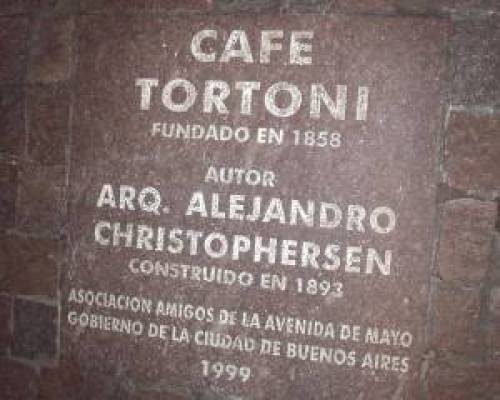 CAFE
TORTONI
FUNDADO EN 1858
AUTOR
ARQ. ALEJANDRO
CHRISTOPHERSEN
CONSTRUIDO EN 1893
ASOCIACION AMIGOS DE LA AVENIDA DE MAYO
GOBIERNO DE LA CIUDAD DE BUENOS AIRES
1999